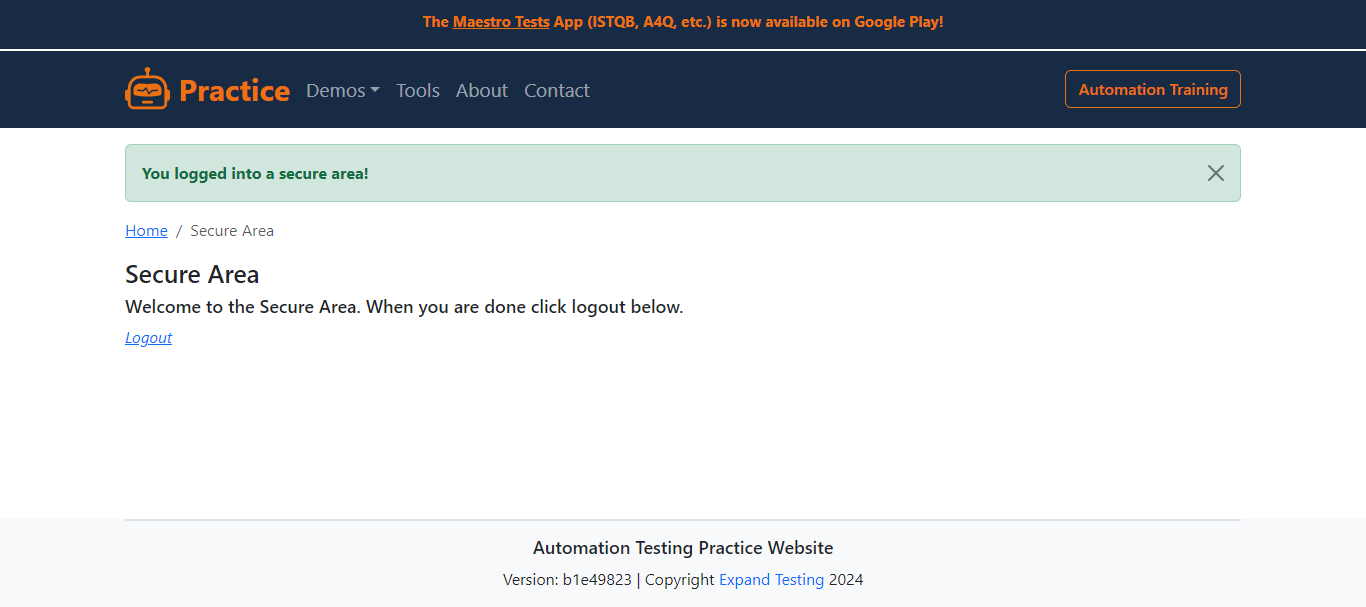 The Maestro Tests App (ISTQB, A4Q, etc.) is now available on Google Play!
Practice Demos Tools About Contact Automation Training
You logged into a secure area!
Home / Secure Area
Secure Area
Welcome to the Secure Area. When you are done click logout below.
Logout
Automation Testing Practice Website
Version: b1e49823 | Copyright Expand Testing 2024